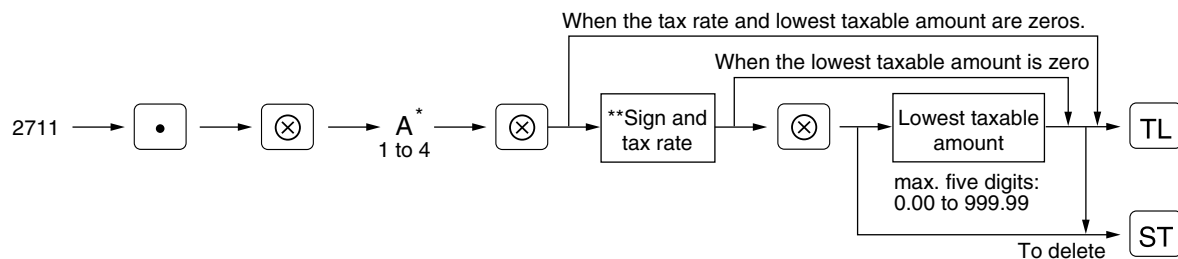 When the tax rate and lowest taxable amount are zeros.
When the lowest taxable amount is zero
2711
•
⊗
A*
1 to 4
⊗
**Sign and
tax rate
⊗
Lowest taxable
amount
TL
max. five digits:
0.00 to 999.99
To delete
ST